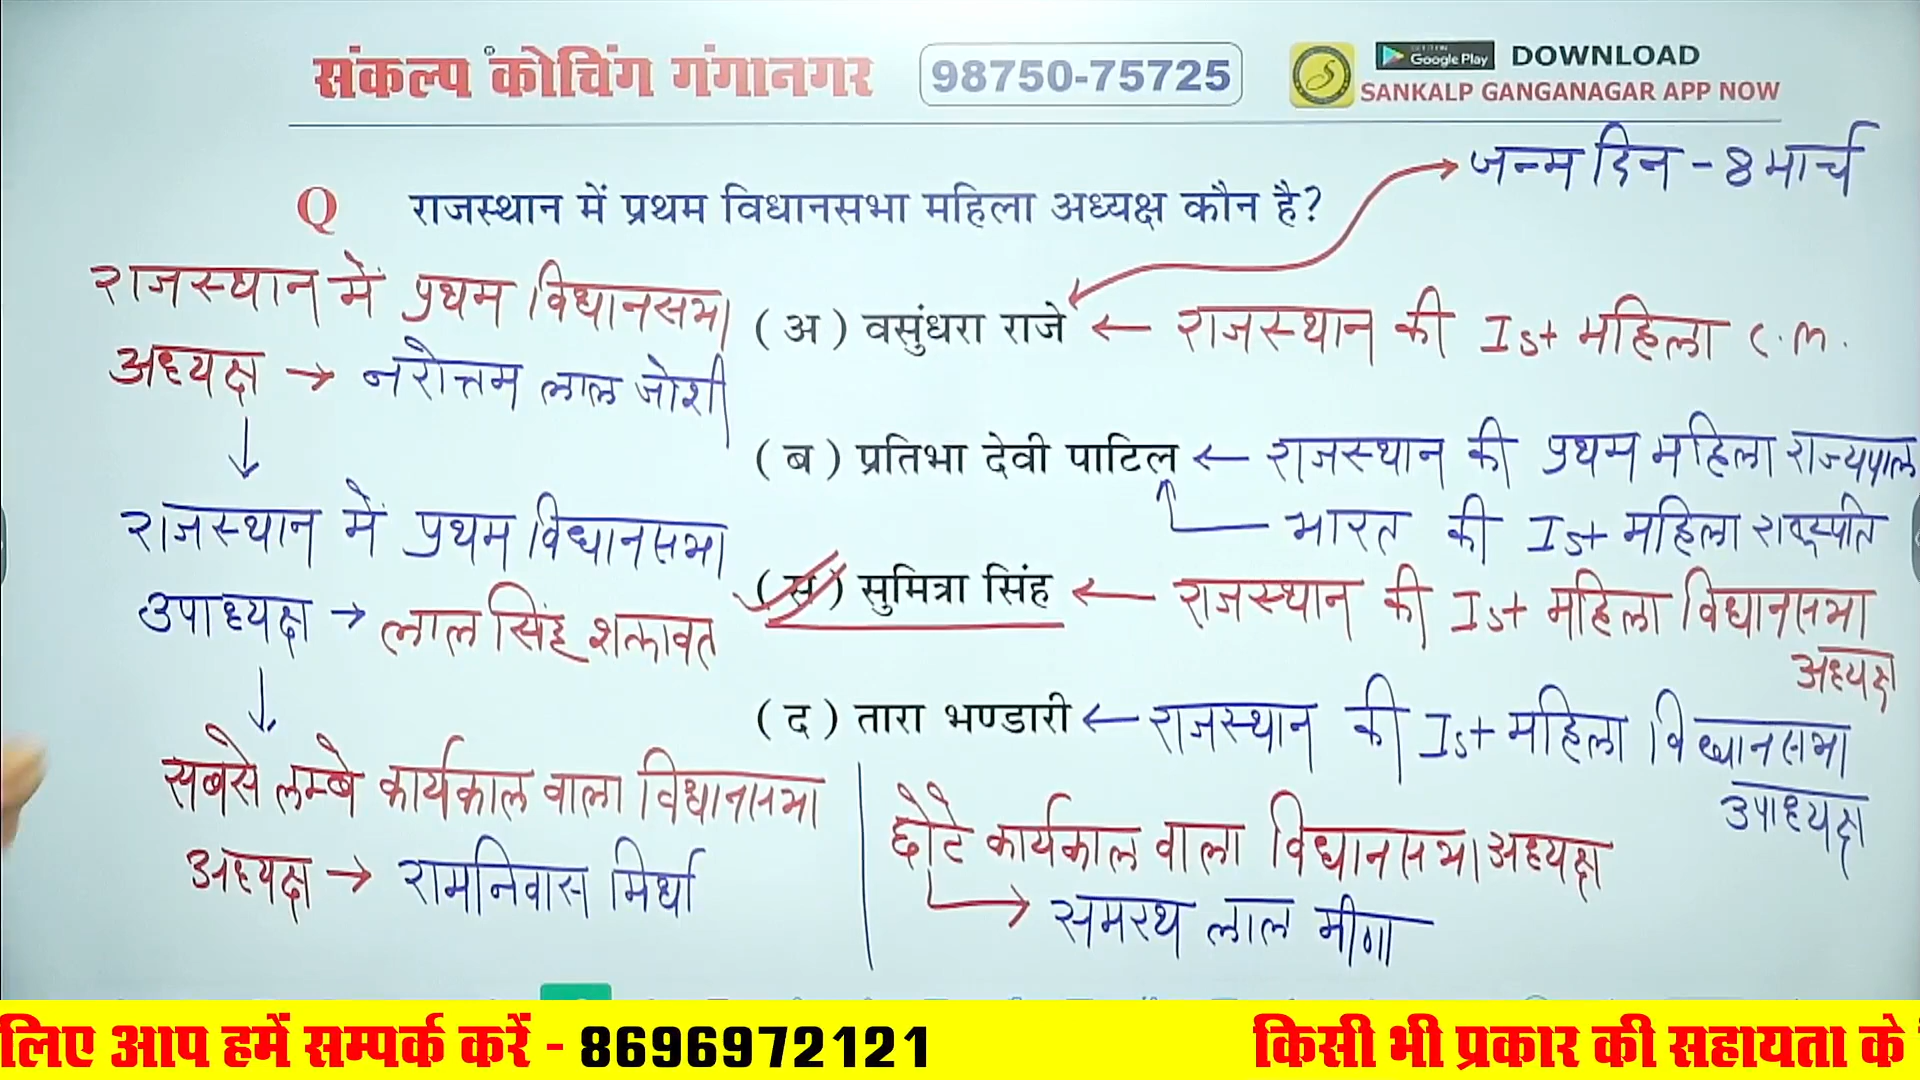 संकल्प कोचिंग गंगानगर
98750-75725
GET IT ON
Google Play
DOWNLOAD
SANKALP GANGANAGAR APP NOW
जन्म दिन - 8 मार्च
Q राजस्थान में प्रथम विधानसभा महिला अध्यक्ष कौन है?
राजस्थान में प्रथम विधानसभा
अध्यक्ष → नरोत्तम लाल जोशी
↓
राजस्थान में प्रथम विधानसभा
उपाध्यक्ष → लाल सिंह शक्तावत
↓
सबसे लम्बे कार्यकाल वाला विधानसभा
अध्यक्ष → रामनिवास मिर्धा
( अ ) वसुंधरा राजे ← राजस्थान की Ist महिला C.M.
( ब ) प्रतिभा देवी पाटिल ← राजस्थान की प्रथम महिला राज्यपाल
भारत की Ist महिला राष्ट्रपति
( स ) सुमित्रा सिंह ← राजस्थान की Ist महिला विधानसभा
अध्यक्ष
( द ) तारा भण्डारी ← राजस्थान की Ist महिला विधानसभा
उपाध्यक्ष
छोटे कार्यकाल वाला विधानसभा अध्यक्ष
→ समरथ लाल मीणा
लिए आप हमें सम्पर्क करें - 8696972121
किसी भी प्रकार की सहायता के